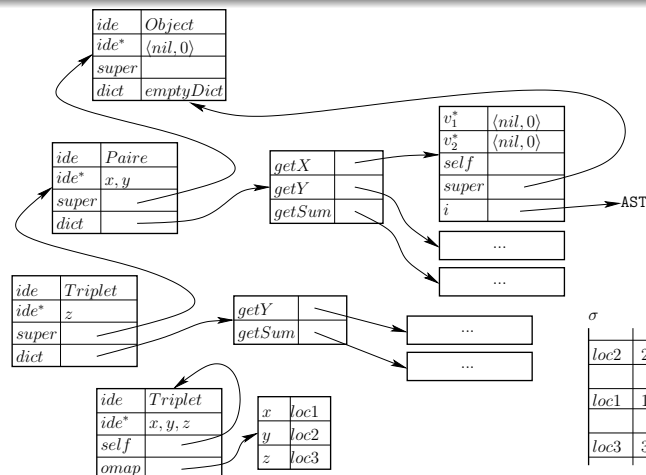 ide Object
ide* ⟨nil, 0⟩
super
dict emptyDict
v₁* ⟨nil, 0⟩
v₂* ⟨nil, 0⟩
self
super
i AST
ide Paire
ide* x, y
super
dict
getX
getY
getSum
...
...
ide Triplet
ide* z
super
dict
getY
getSum
...
...
σ
loc2 2
loc1 1
loc3 3
ide Triplet
ide* x, y, z
self
omap
x loc1
y loc2
z loc3